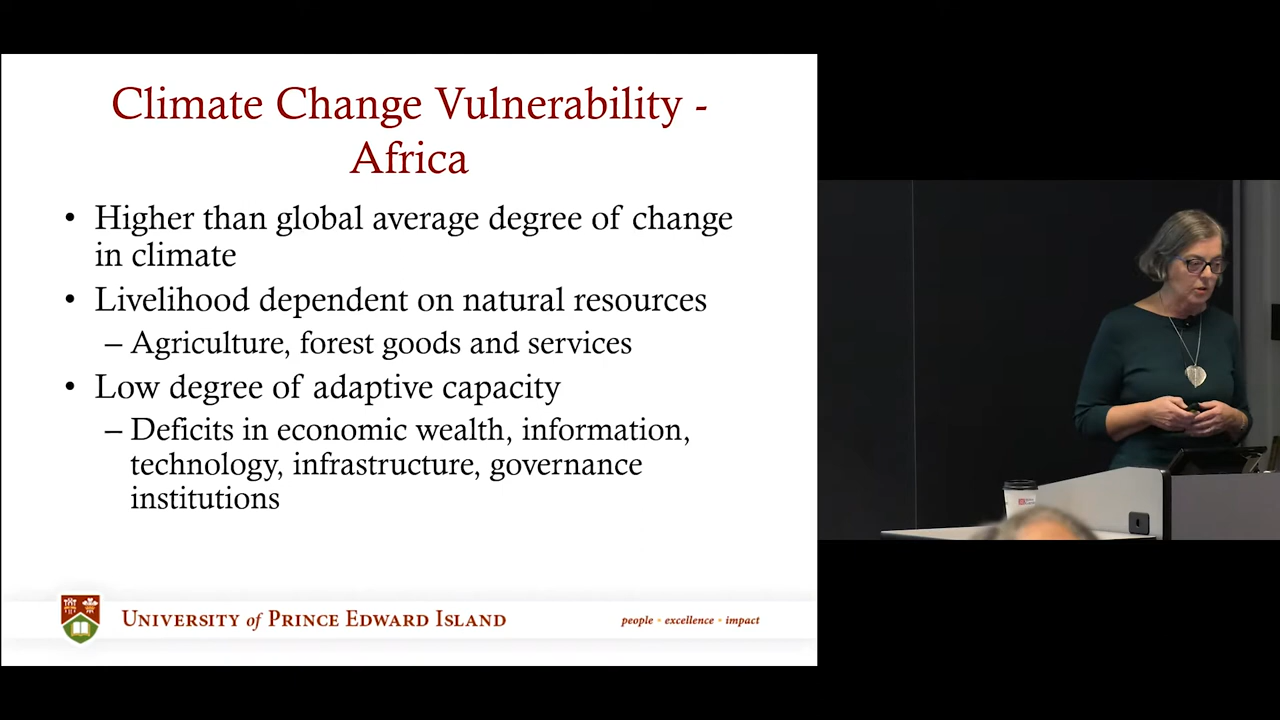 Climate Change Vulnerability -
Africa
• Higher than global average degree of change
in climate
• Livelihood dependent on natural resources
– Agriculture, forest goods and services
• Low degree of adaptive capacity
– Deficits in economic wealth, information,
technology, infrastructure, governance
institutions
UNIVERSITY of PRINCE EDWARD ISLAND
people • excellence • impact